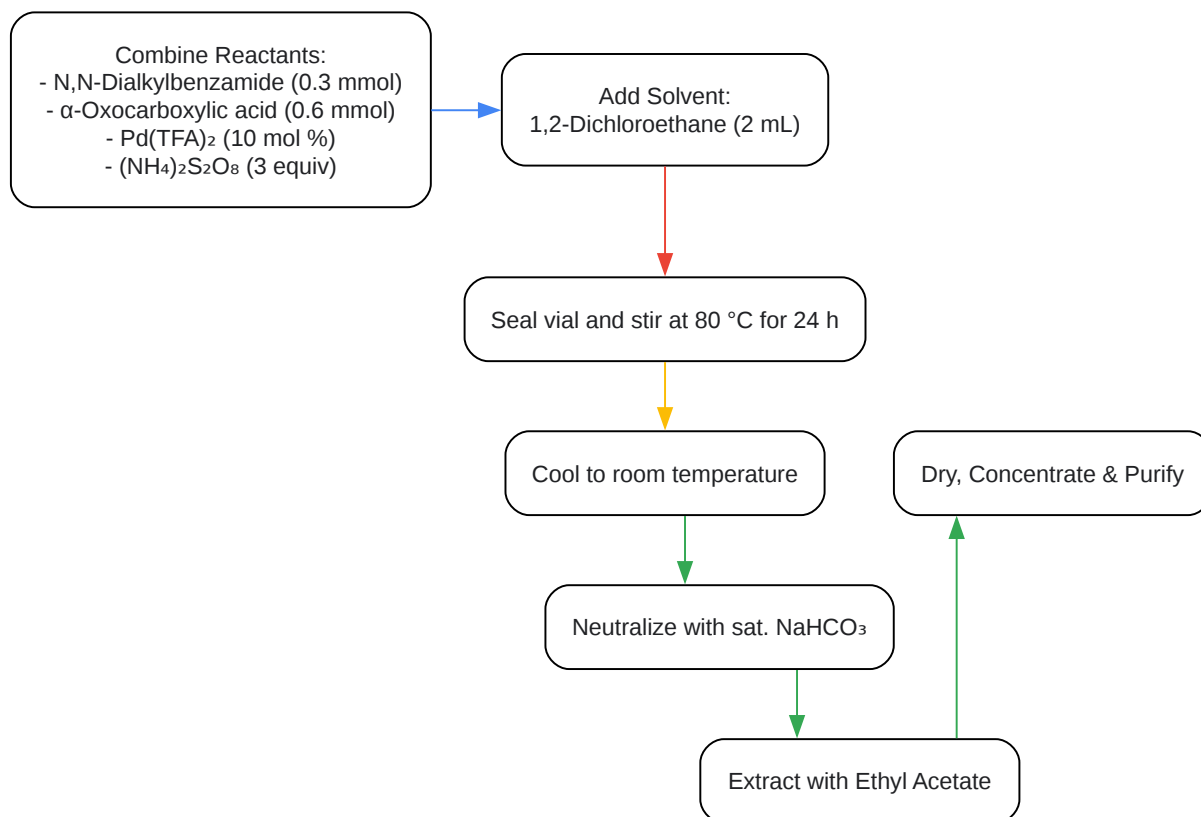 Combine Reactants:
- N,N-Dialkylbenzamide (0.3 mmol)
- α-Oxocarboxylic acid (0.6 mmol)
- Pd(TFA)₂ (10 mol %)
- (NH₄)₂S₂O₈ (3 equiv)
Add Solvent:
1,2-Dichloroethane (2 mL)
Seal vial and stir at 80 °C for 24 h
Cool to room temperature
Neutralize with sat. NaHCO₃
Extract with Ethyl Acetate
Dry, Concentrate & Purify